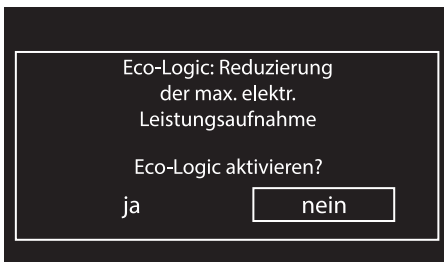 Eco-Logic: Reduzierung
der max. elektr.
Leistungsaufnahme
Eco-Logic aktivieren?
ja nein